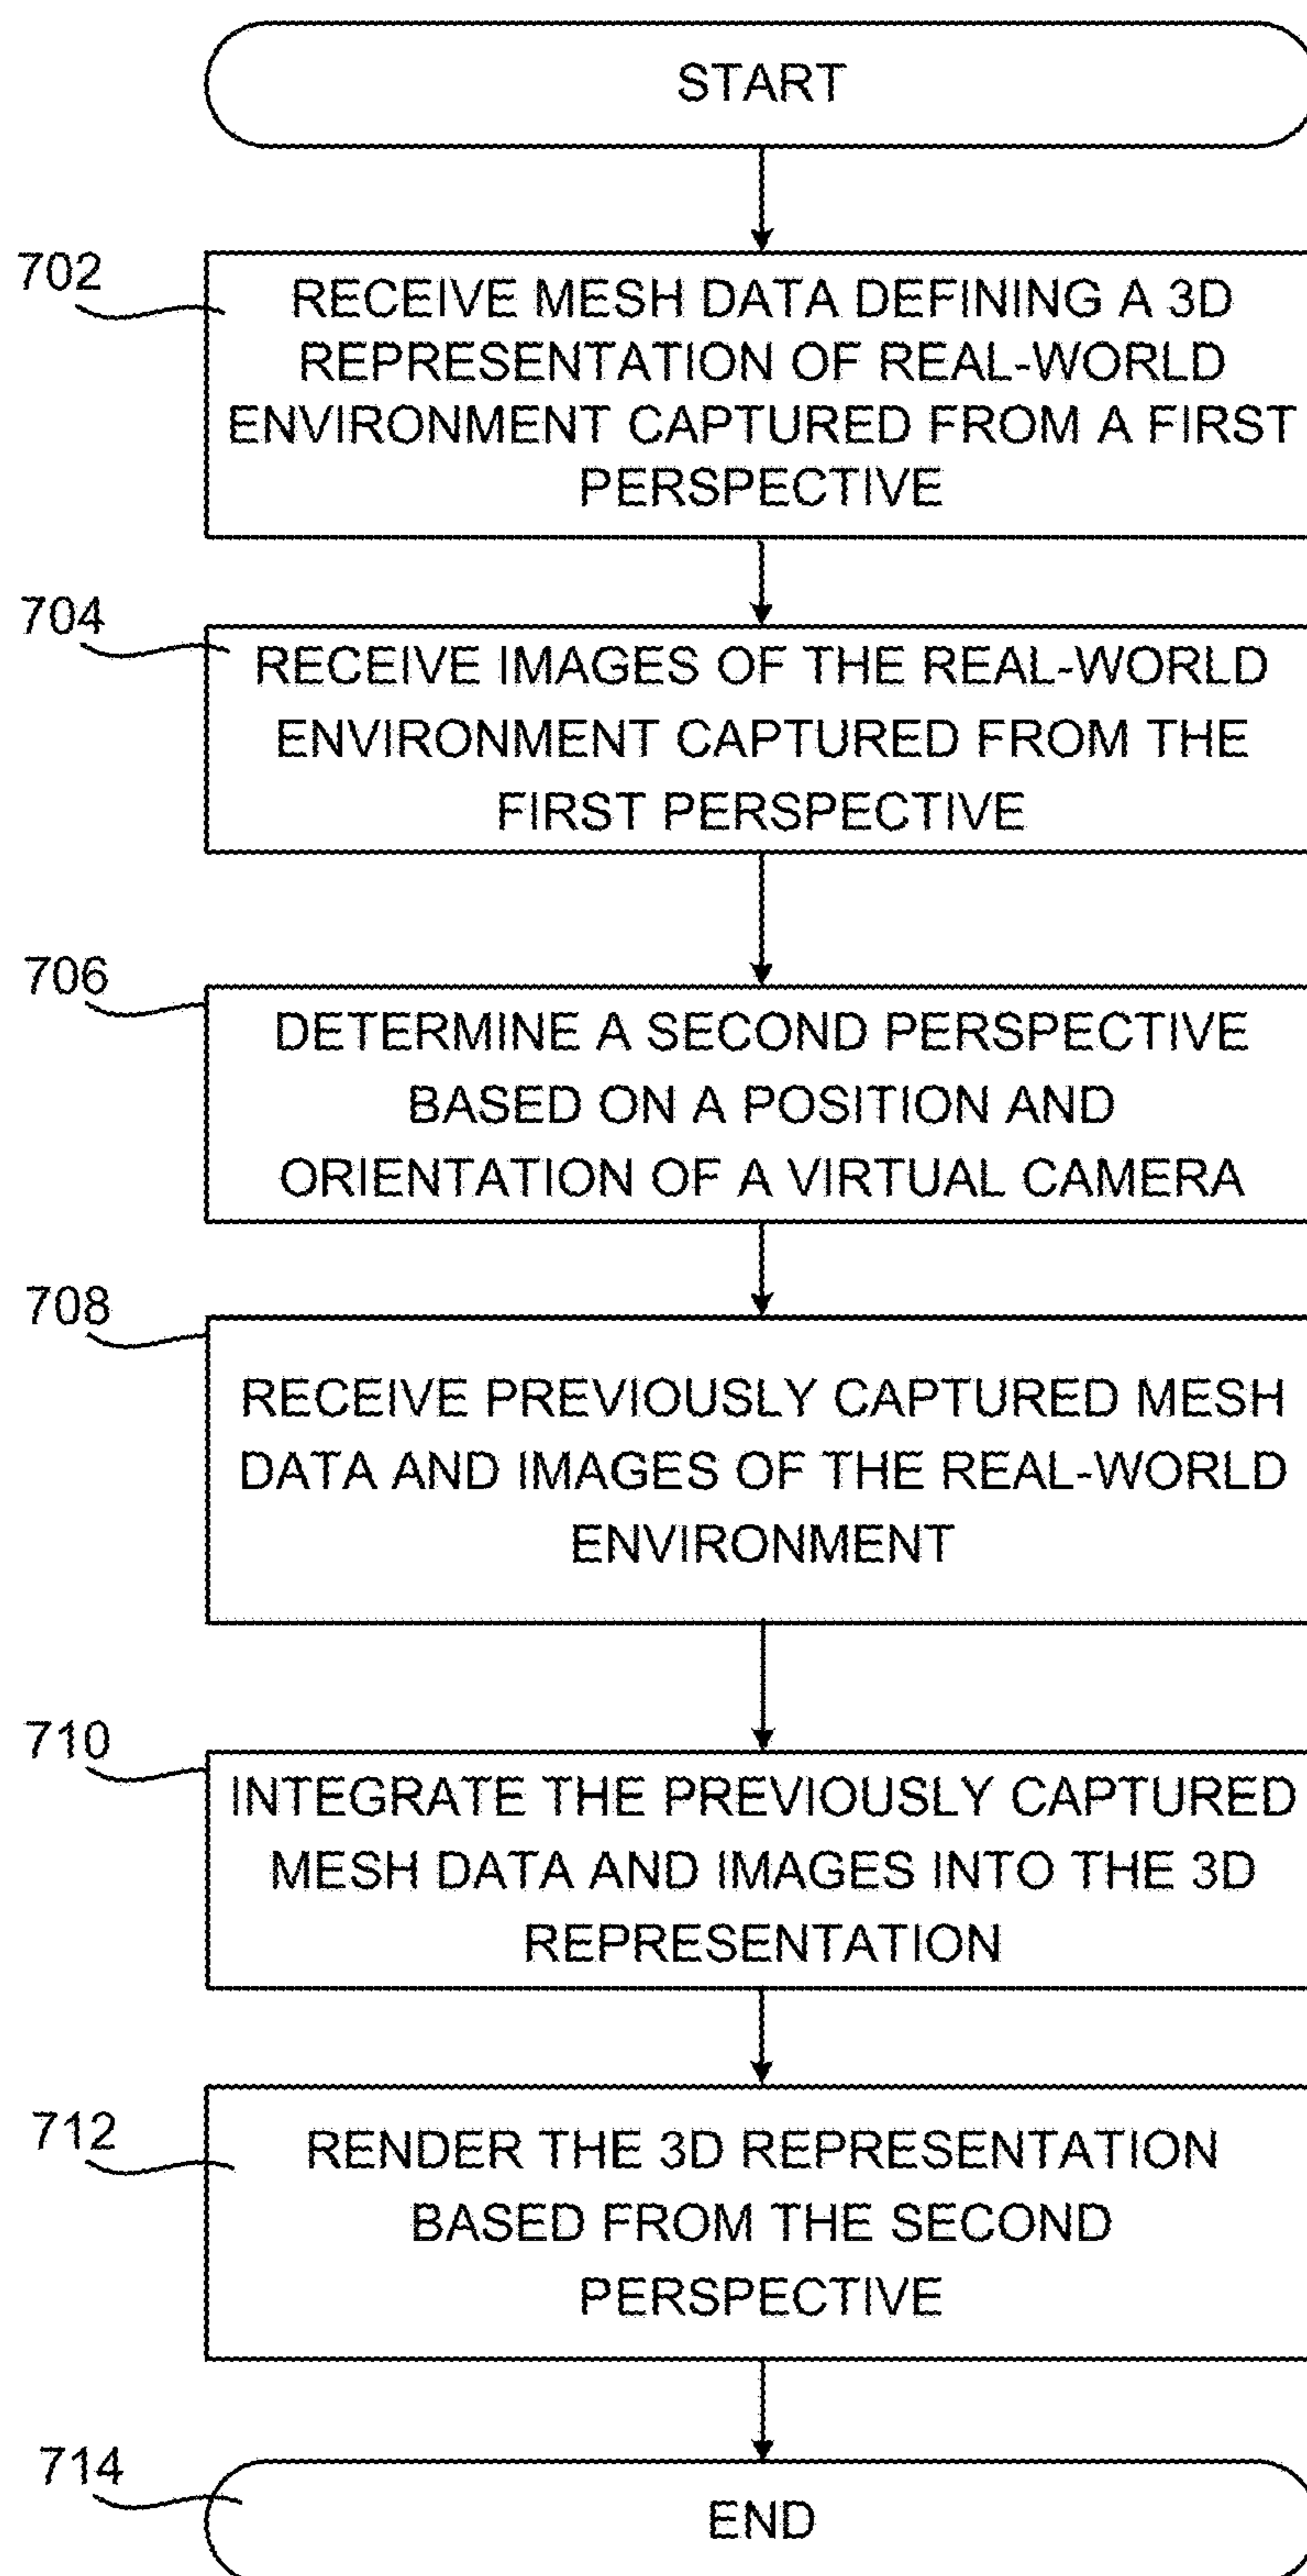 START
702
RECEIVE MESH DATA DEFINING A 3D
REPRESENTATION OF REAL-WORLD
ENVIRONMENT CAPTURED FROM A FIRST
PERSPECTIVE
704
RECEIVE IMAGES OF THE REAL-WORLD
ENVIRONMENT CAPTURED FROM THE
FIRST PERSPECTIVE
706
DETERMINE A SECOND PERSPECTIVE
BASED ON A POSITION AND
ORIENTATION OF A VIRTUAL CAMERA
708
RECEIVE PREVIOUSLY CAPTURED MESH
DATA AND IMAGES OF THE REAL-WORLD
ENVIRONMENT
710
INTEGRATE THE PREVIOUSLY CAPTURED
MESH DATA AND IMAGES INTO THE 3D
REPRESENTATION
712
RENDER THE 3D REPRESENTATION
BASED FROM THE SECOND
PERSPECTIVE
714
END